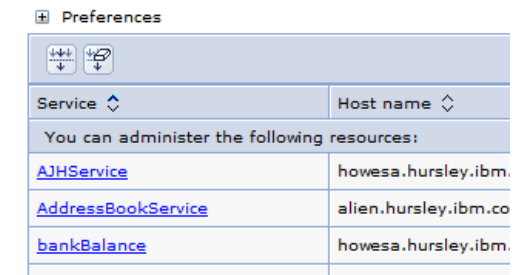 Preferences
Service Host name
You can administer the following resources:
AJHService howesa.hursley.ibm.
AddressBookService alien.hursley.ibm.co
bankBalance howesa.hursley.ibm.